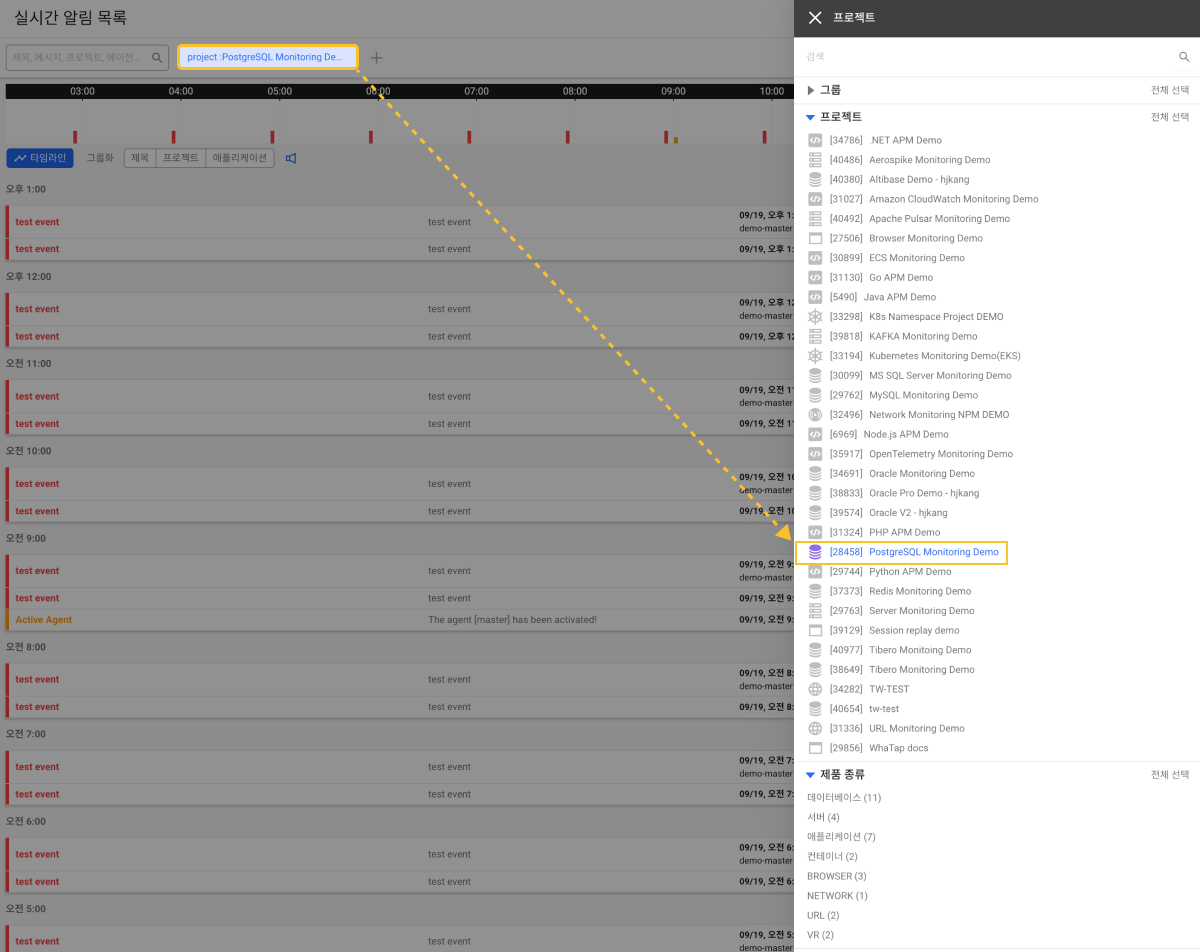 실시간 알림 목록
제목, 메시지, 프로젝트, 에이전...
project :PostgreSQL Monitoring De...
03:00 04:00 05:00 06:00 07:00 08:00 09:00 10:00
타임라인 그룹화 제목 프로젝트 애플리케이션
오후 1:00
test event test event 09/19, 오후 1:
demo-master
test event test event 09/19, 오후 1:
오후 12:00
test event test event 09/19, 오후 12
demo-master
test event test event 09/19, 오후 12
오전 11:00
test event test event 09/19, 오전 11
demo-master
test event test event 09/19, 오전 11
오전 10:00
test event test event 09/19, 오전 10
demo-master
test event test event 09/19, 오전 10
오전 9:00
test event test event 09/19, 오전 9:
demo-master
test event test event 09/19, 오전 9:
Active Agent The agent [master] has been activated! 09/19, 오전 9:
오전 8:00
test event test event 09/19, 오전 8:
demo-master
test event test event 09/19, 오전 8:
오전 7:00
test event test event 09/19, 오전 7:
demo-master
test event test event 09/19, 오전 7:
오전 6:00
test event test event 09/19, 오전 6:
demo-master
test event test event 09/19, 오전 6:
오전 5:00
test event test event 09/19, 오전 5:
demo-master
프로젝트
검색
그룹 전체 선택
프로젝트 전체 선택
[34786] .NET APM Demo
[40486] Aerospike Monitoring Demo
[40380] Altibase Demo - hjkang
[31027] Amazon CloudWatch Monitoring Demo
[40492] Apache Pulsar Monitoring Demo
[27506] Browser Monitoring Demo
[30899] ECS Monitoring Demo
[31130] Go APM Demo
[5490] Java APM Demo
[33298] K8s Namespace Project DEMO
[39818] KAFKA Monitoring Demo
[33194] Kubernetes Monitoring Demo(EKS)
[30099] MS SQL Server Monitoring Demo
[29762] MySQL Monitoring Demo
[32496] Network Monitoring NPM DEMO
[6969] Node.js APM Demo
[35917] OpenTelemetry Monitoring Demo
[34691] Oracle Monitoring Demo
[38833] Oracle Pro Demo - hjkang
[39574] Oracle V2 - hjkang
[31324] PHP APM Demo
[28458] PostgreSQL Monitoring Demo
[29744] Python APM Demo
[37373] Redis Monitoring Demo
[29763] Server Monitoring Demo
[39129] Session replay demo
[40977] Tibero Monitoing Demo
[38649] Tibero Monitoring Demo
[34282] TW-TEST
[40654] tw-test
[31336] URL Monitoring Demo
[29856] WhaTap docs
제품 종류 전체 선택
데이터베이스 (11)
서버 (4)
애플리케이션 (7)
컨테이너 (2)
BROWSER (3)
NETWORK (1)
URL (2)
VR (2)